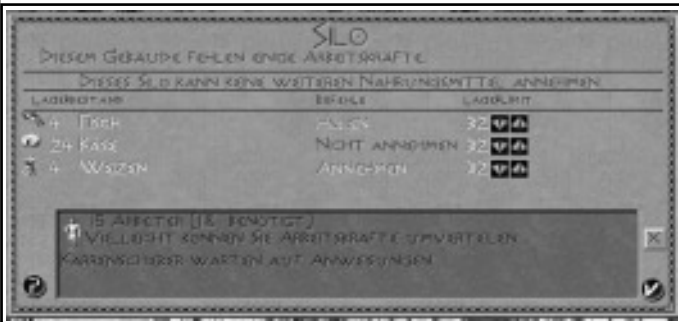 SILO
DIESEM GEBÄUDE FEHLEN EINIGE ARBEITSKRÄFTE.
DIESES SILO KANN KEINE WEITEREN NAHRUNGSMITTEL ANNEHMEN
LAGERBESTAND BEFEHLE LAGERLIMIT
4 FISCH HOLEN 32
24 KÄSE NICHT ANNEHMEN 32
4 WEIZEN ANNEHMEN 32
15 ARBEITER (18 BENÖTIGT)
VIELLEICHT KÖNNEN SIE ARBEITSKRÄFTE UMVERTEILEN
KARRENSCHIEBER WARTEN AUF ANWEISUNGEN